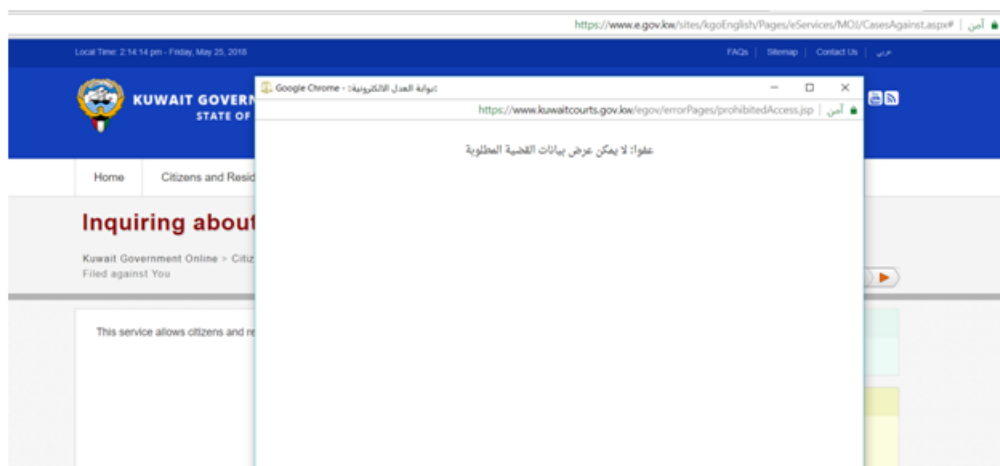 https://www.e.gov.kw/sites/kgoEnglish/Pages/eServices/MOJ/CasesAgainst.aspx# | آمن
Local Time: 2:14:14 pm - Friday, May 25, 2018
FAQs | Sitemap | Contact Us | عربي
KUWAIT GOVERN
STATE OF
Google Chrome - ::بوابة العدل الالكترونية::
https://www.kuwaitcourts.gov.kw/egov/errorPages/prohibitedAccess.jsp | آمن
عفوا: لا يمكن عرض بيانات القضية المطلوبة
Home
Citizens and Resid
Inquiring about
Kuwait Government Online > Citiz
Filed against You
This service allows citizens and re